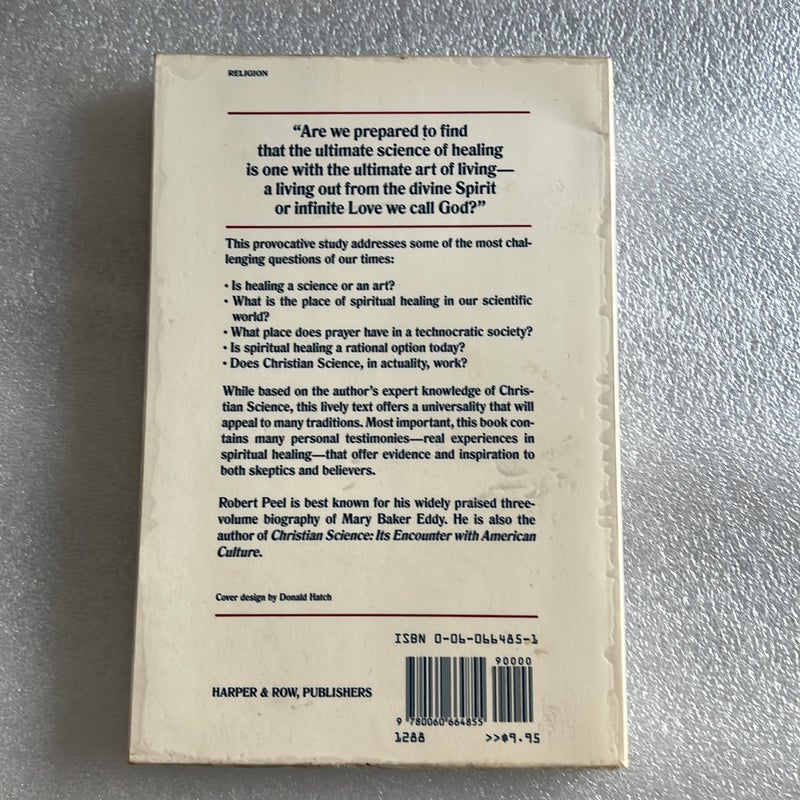 RELIGION
“Are we prepared to find
that the ultimate science of healing
is one with the ultimate art of living—
a living out from the divine Spirit
or infinite Love we call God?”
This provocative study addresses some of the most chal-
lenging questions of our times:
• Is healing a science or an art?
• What is the place of spiritual healing in our scientific
world?
• What place does prayer have in a technocratic society?
• Is spiritual healing a rational option today?
• Does Christian Science, in actuality, work?
While based on the author’s expert knowledge of Chris-
tian Science, this lively text offers a universality that will
appeal to many traditions. Most important, this book con-
tains many personal testimonies—real experiences in
spiritual healing—that offer evidence and inspiration to
both skeptics and believers.
Robert Peel is best known for his widely praised three-
volume biography of Mary Baker Eddy. He is also the
author of Christian Science: Its Encounter with American
Culture.
Cover design by Donald Hatch
ISBN 0-06-066485-1
90000
HARPER & ROW, PUBLISHERS
9 780060 664855
1288 >>$9.95